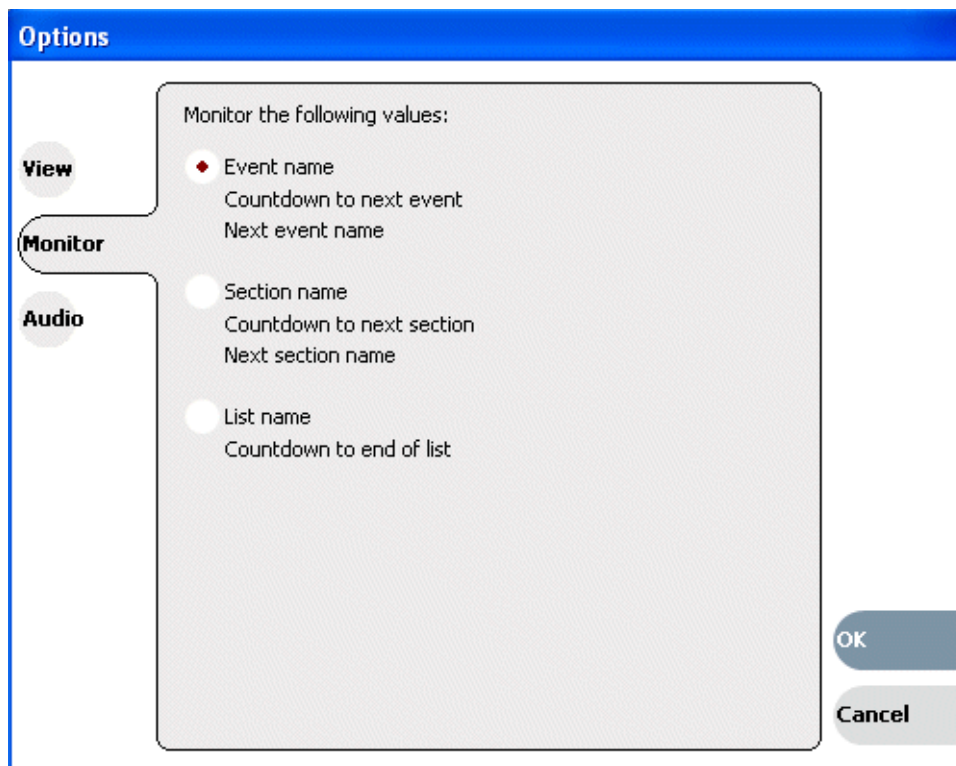 Options
View
Monitor
Audio
Monitor the following values:
Event name
Countdown to next event
Next event name
Section name
Countdown to next section
Next section name
List name
Countdown to end of list
OK
Cancel